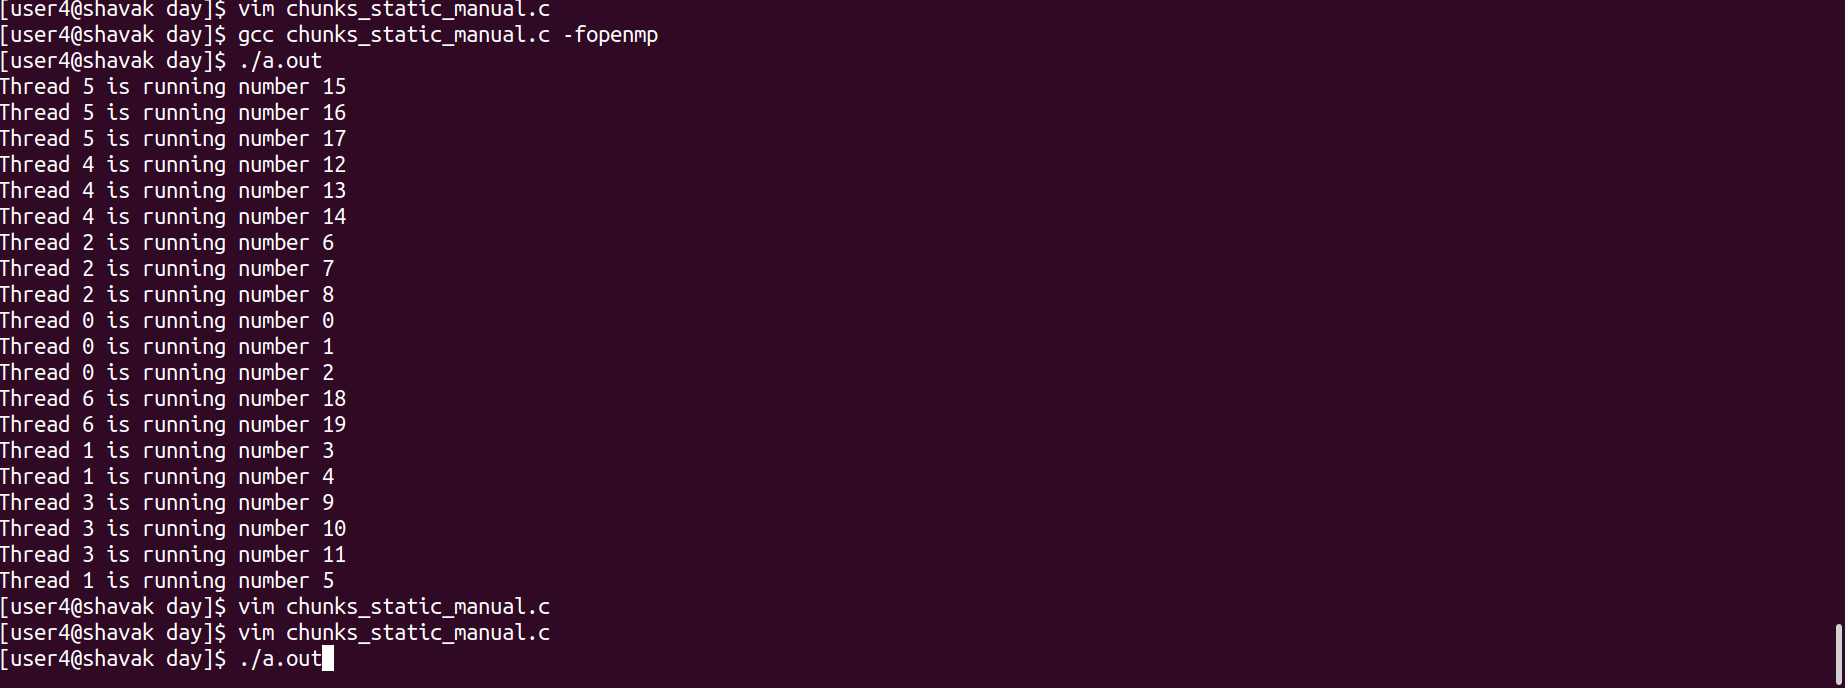 [user4@shavak day]$ vim chunks_static_manual.c
[user4@shavak day]$ gcc chunks_static_manual.c -fopenmp
[user4@shavak day]$ ./a.out
Thread 5 is running number 15
Thread 5 is running number 16
Thread 5 is running number 17
Thread 4 is running number 12
Thread 4 is running number 13
Thread 4 is running number 14
Thread 2 is running number 6
Thread 2 is running number 7
Thread 2 is running number 8
Thread 0 is running number 0
Thread 0 is running number 1
Thread 0 is running number 2
Thread 6 is running number 18
Thread 6 is running number 19
Thread 1 is running number 3
Thread 1 is running number 4
Thread 3 is running number 9
Thread 3 is running number 10
Thread 3 is running number 11
Thread 1 is running number 5
[user4@shavak day]$ vim chunks_static_manual.c
[user4@shavak day]$ vim chunks_static_manual.c
[user4@shavak day]$ ./a.out